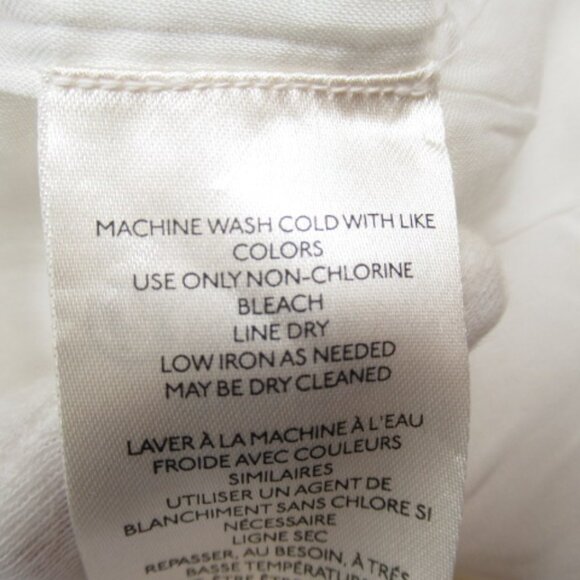 MACHINE WASH COLD WITH LIKE
COLORS
USE ONLY NON-CHLORINE
BLEACH
LINE DRY
LOW IRON AS NEEDED
MAY BE DRY CLEANED
LAVER À LA MACHINE À L'EAU
FROIDE AVEC COULEURS
SIMILAIRES
UTILISER UN AGENT DE
BLANCHIMENT SANS CHLORE SI
NÉCESSAIRE
LIGNE SEC
REPASSER, AU BESOIN, À TRÈS
BASSE TEMPÉRATURE